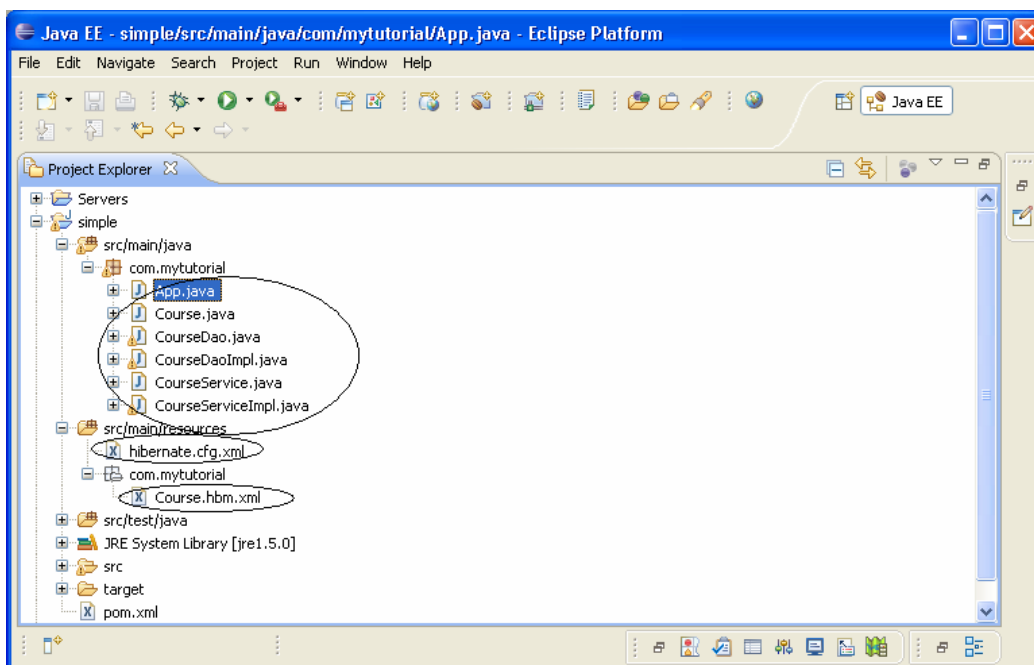 Java EE - simple/src/main/java/com/mytutorial/App.java - Eclipse Platform
File Edit Navigate Search Project Run Window Help
Java EE
Project Explorer
Servers
simple
src/main/java
com.mytutorial
App.java
Course.java
CourseDao.java
CourseDaoImpl.java
CourseService.java
CourseServiceImpl.java
src/main/resources
hibernate.cfg.xml
com.mytutorial
Course.hbm.xml
src/test/java
JRE System Library [jre1.5.0]
src
target
pom.xml